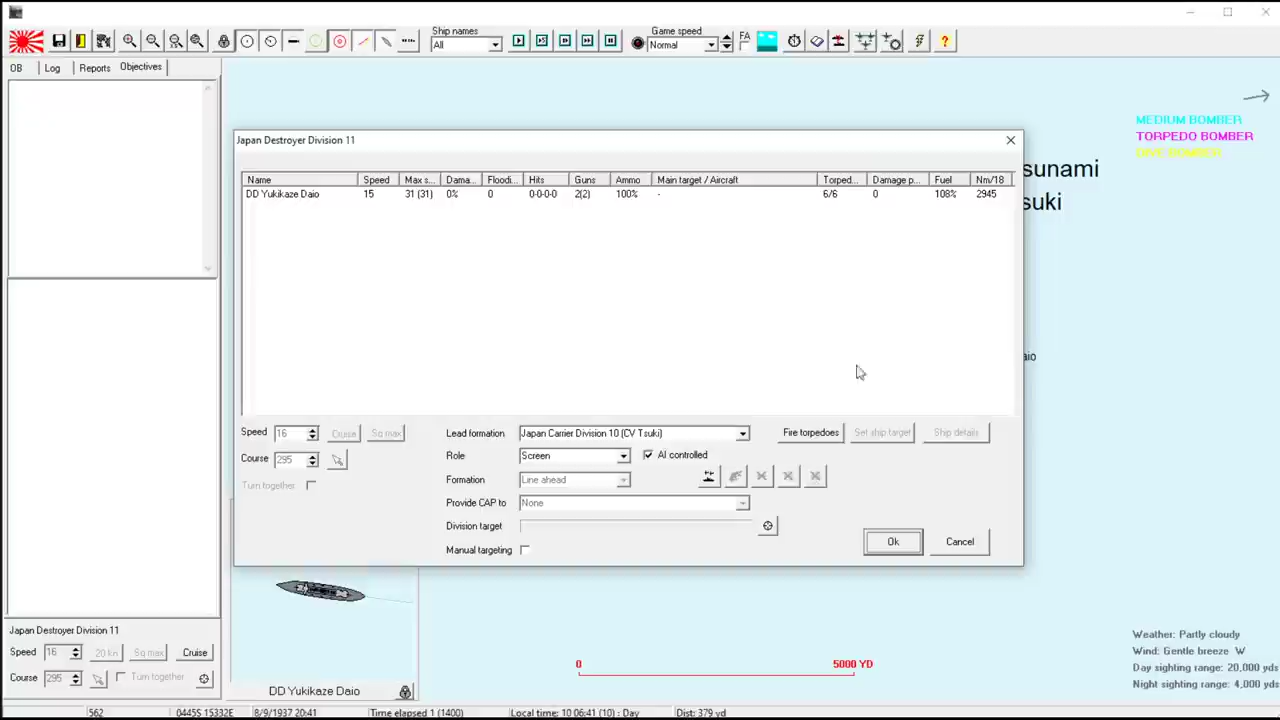 Ship names
All
Game speed
Normal
FA
OB
Log
Reports
Objectives
MEDIUM BOMBER
TORPEDO BOMBER
DIVE BOMBER
sunami
suki
aio
Japan Destroyer Division 11
Name Speed Max s... Dama... Floodi... Hits Guns Ammo Main target / Aircraft Torped... Damage p... Fuel Nm/18
DD Yukikaze Daio 15 31 (31) 0% 0 0-0-0-0 2(2) 100% - 6/6 0 108% 2945
Speed 16 Cruise Sq max
Course 295
Turn together
Lead formation Japan Carrier Division 10 (CV Tsuki)
Role Screen AI controlled
Formation Line ahead
Provide CAP to None
Division target
Manual targeting
Fire torpedoes Set ship target Ship details
Ok Cancel
Japan Destroyer Division 11
Speed 16 20 kn Sq max Cruise
Course 295 Turn together
DD Yukikaze Daio
0 5000 YD
Weather: Partly cloudy
Wind: Gentle breeze W
Day sighting range: 20,000 yds
Night sighting range: 4,000 yds
562 0445S 15332E 8/9/1937 20:41 Time elapsed 1 (1400) Local time: 10 06:41 (10) : Day Dist: 379 yd